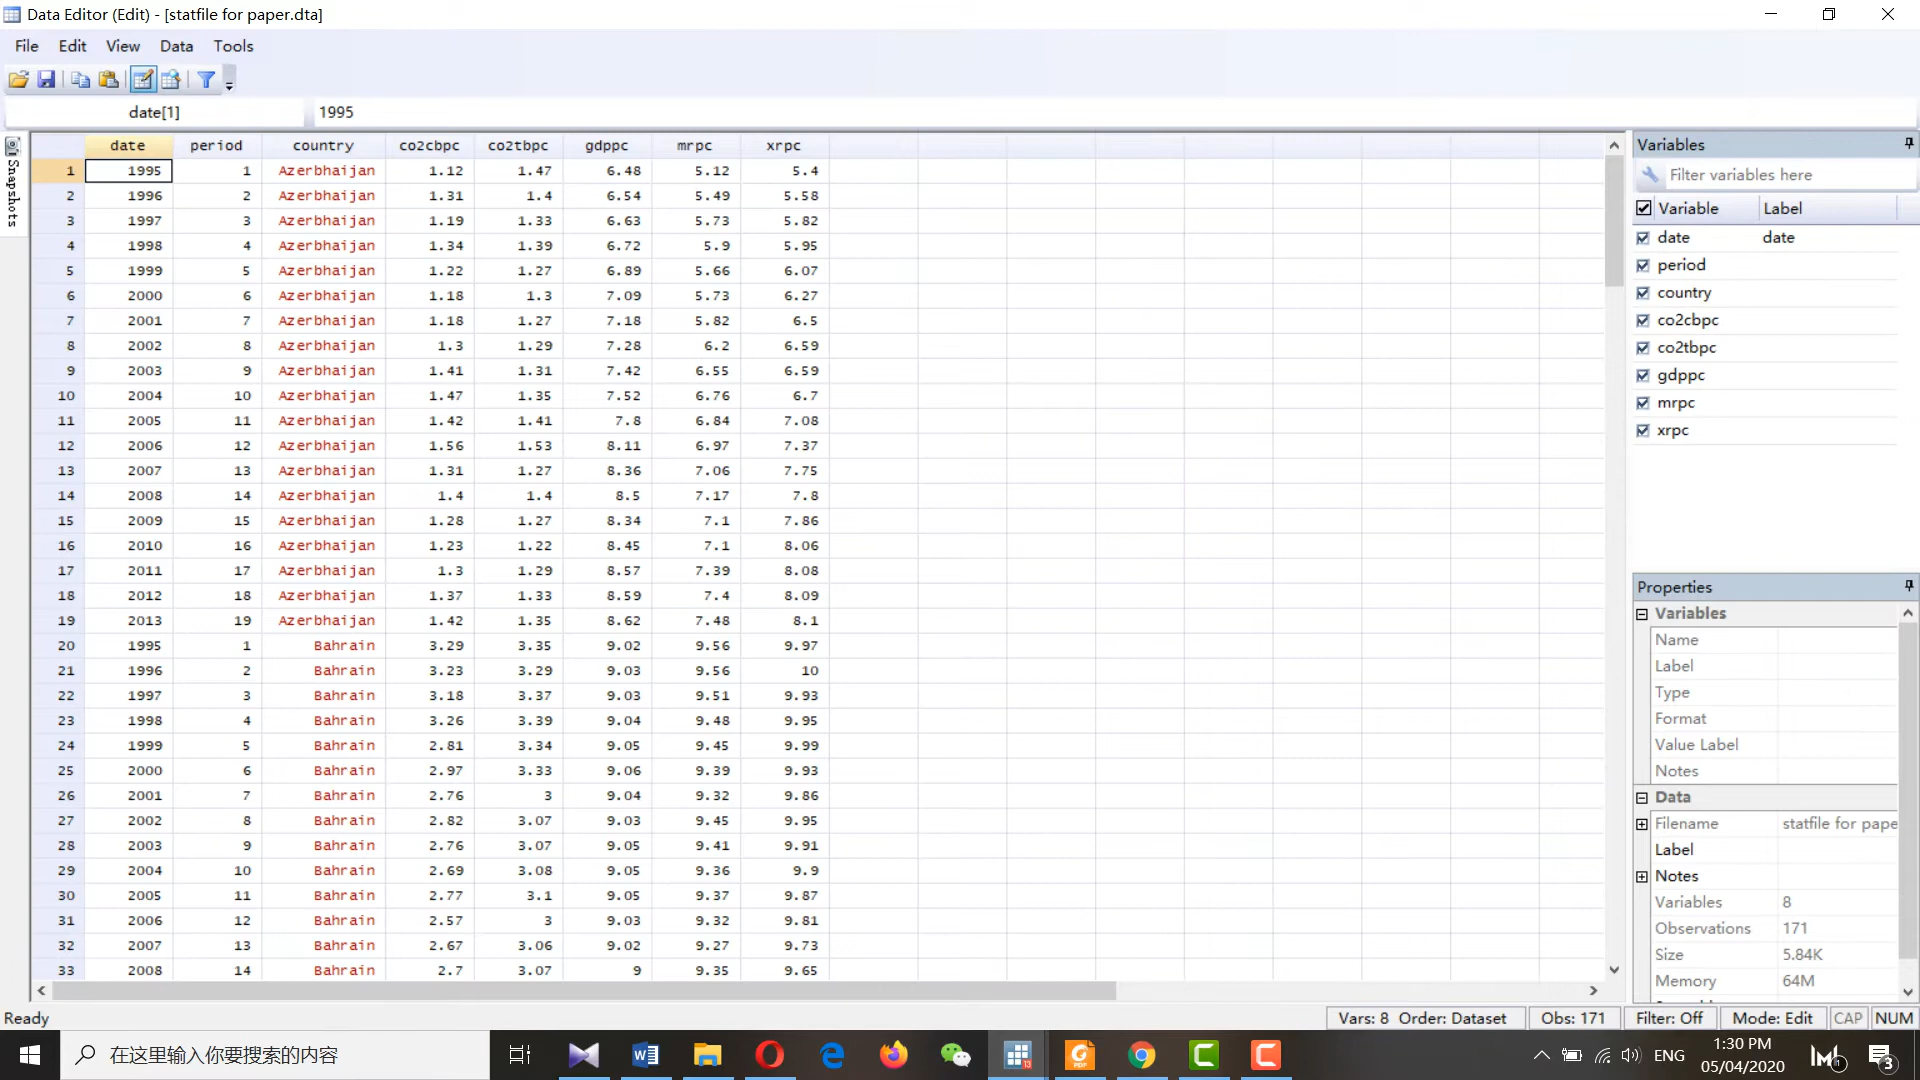 Data Editor (Edit) - [statfile for paper.dta]
File Edit View Data Tools
date[1] 1995
Snapshots
date period country co2cbpc co2tbpc gdppc mrpc xrpc
1 1995 1 Azerbhaijan 1.12 1.47 6.48 5.12 5.4
2 1996 2 Azerbhaijan 1.31 1.4 6.54 5.49 5.58
3 1997 3 Azerbhaijan 1.19 1.33 6.63 5.73 5.82
4 1998 4 Azerbhaijan 1.34 1.39 6.72 5.9 5.95
5 1999 5 Azerbhaijan 1.22 1.27 6.89 5.66 6.07
6 2000 6 Azerbhaijan 1.18 1.3 7.09 5.73 6.27
7 2001 7 Azerbhaijan 1.18 1.27 7.18 5.82 6.5
8 2002 8 Azerbhaijan 1.3 1.29 7.28 6.2 6.59
9 2003 9 Azerbhaijan 1.41 1.31 7.42 6.55 6.59
10 2004 10 Azerbhaijan 1.47 1.35 7.52 6.76 6.7
11 2005 11 Azerbhaijan 1.42 1.41 7.8 6.84 7.08
12 2006 12 Azerbhaijan 1.56 1.53 8.11 6.97 7.37
13 2007 13 Azerbhaijan 1.31 1.27 8.36 7.06 7.75
14 2008 14 Azerbhaijan 1.4 1.4 8.5 7.17 7.8
15 2009 15 Azerbhaijan 1.28 1.27 8.34 7.1 7.86
16 2010 16 Azerbhaijan 1.23 1.22 8.45 7.1 8.06
17 2011 17 Azerbhaijan 1.3 1.29 8.57 7.39 8.08
18 2012 18 Azerbhaijan 1.37 1.33 8.59 7.4 8.09
19 2013 19 Azerbhaijan 1.42 1.35 8.62 7.48 8.1
20 1995 1 Bahrain 3.29 3.35 9.02 9.56 9.97
21 1996 2 Bahrain 3.23 3.29 9.03 9.56 10
22 1997 3 Bahrain 3.18 3.37 9.03 9.51 9.93
23 1998 4 Bahrain 3.26 3.39 9.04 9.48 9.95
24 1999 5 Bahrain 2.81 3.34 9.05 9.45 9.99
25 2000 6 Bahrain 2.97 3.33 9.06 9.39 9.93
26 2001 7 Bahrain 2.76 3 9.04 9.32 9.86
27 2002 8 Bahrain 2.82 3.07 9.03 9.45 9.95
28 2003 9 Bahrain 2.76 3.07 9.05 9.41 9.91
29 2004 10 Bahrain 2.69 3.08 9.05 9.36 9.9
30 2005 11 Bahrain 2.77 3.1 9.05 9.37 9.87
31 2006 12 Bahrain 2.57 3 9.03 9.32 9.81
32 2007 13 Bahrain 2.67 3.06 9.02 9.27 9.73
33 2008 14 Bahrain 2.7 3.07 9 9.35 9.65
Variables
Filter variables here
Variable Label
date date
period
country
co2cbpc
co2tbpc
gdppc
mrpc
xrpc
Properties
Variables
Name
Label
Type
Format
Value Label
Notes
Data
Filename statfile for pape
Label
Notes
Variables 8
Observations 171
Size 5.84K
Memory 64M
Ready
Vars: 8 Order: Dataset Obs: 171 Filter: Off Mode: Edit CAP NUM
在这里输入你要搜索的内容
ENG
1:30 PM
05/04/2020
3